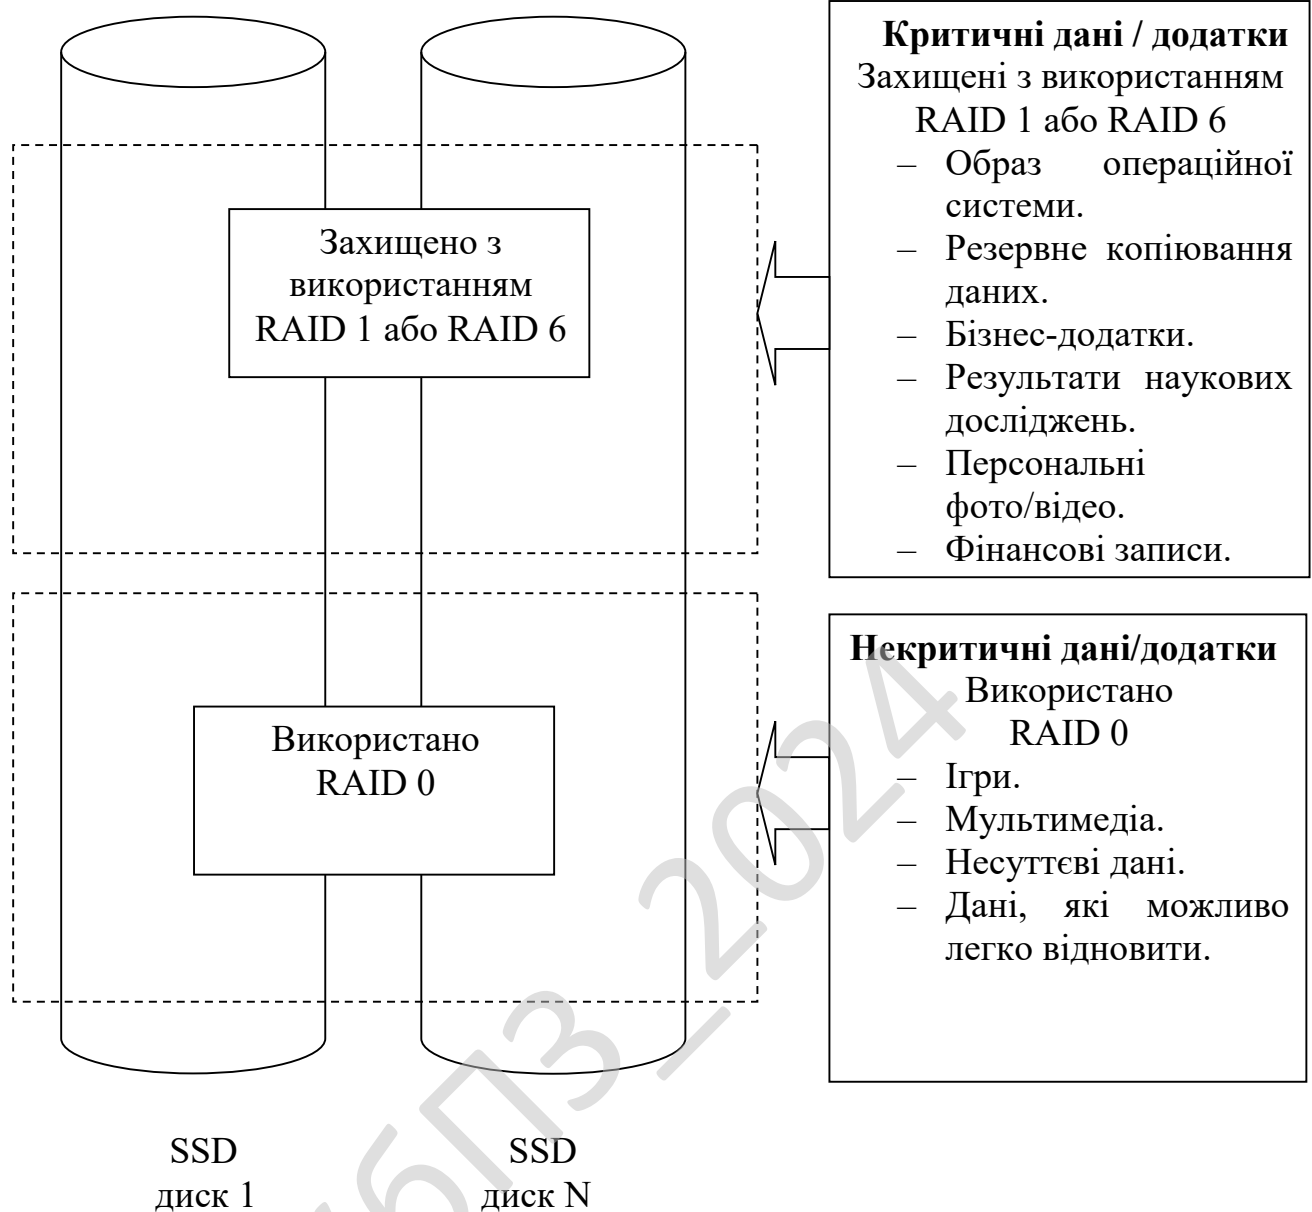 Критичні дані / додатки
Захищені з використанням
RAID 1 або RAID 6
– Образ операційної
системи.
– Резервне копіювання
даних.
– Бізнес-додатки.
– Результати наукових
досліджень.
– Персональні
фото/відео.
– Фінансові записи.
Захищено з
використанням
RAID 1 або RAID 6
Некритичні дані/додатки
Використано
RAID 0
– Ігри.
– Мультимедіа.
– Несуттєві дані.
– Дані, які можливо
легко відновити.
Використано
RAID 0
SSD
диск 1
SSD
диск N
бПЗ_2024